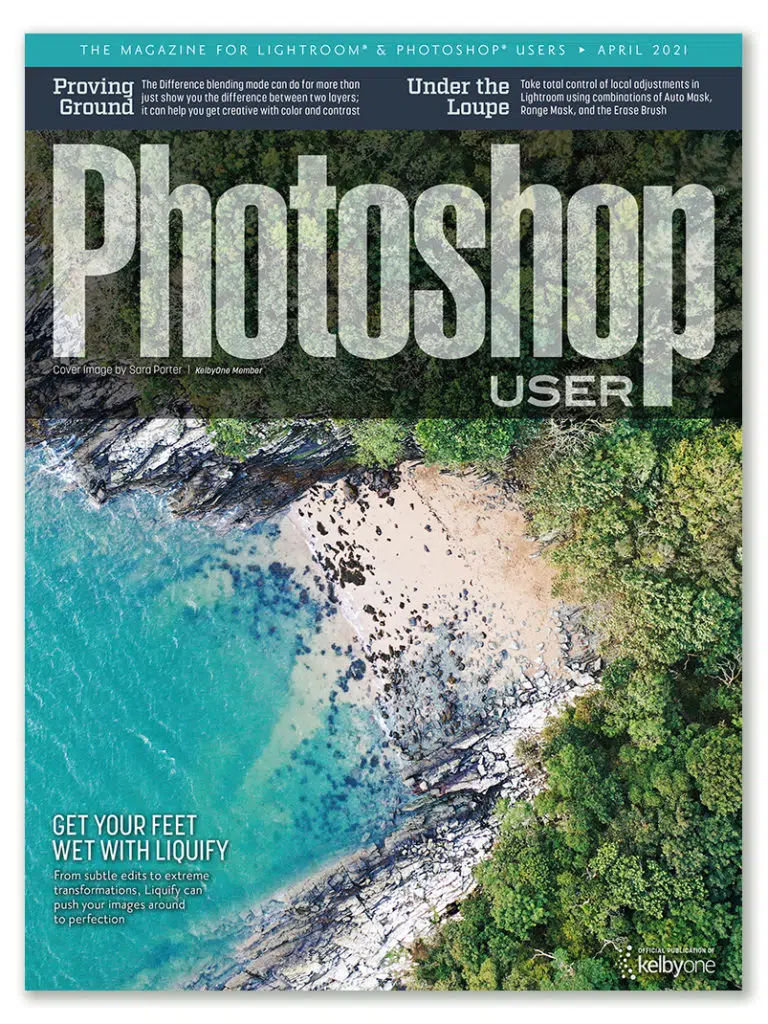 THE MAGAZINE FOR LIGHTROOM® & PHOTOSHOP® USERS ▸ APRIL 2021
Proving
Ground
The Difference blending mode can do far more than
just show you the difference between two layers;
it can help you get creative with color and contrast
Under the
Loupe
Take total control of local adjustments in
Lightroom using combinations of Auto Mask,
Range Mask, and the Erase Brush
Photoshop®
USER
Cover Image by Sara Porter | KelbyOne Member
GET YOUR FEET
WET WITH LIQUIFY
From subtle edits to extreme
transformations, Liquify can
push your images around
to perfection
OFFICIAL PUBLICATION OF
kelbyone